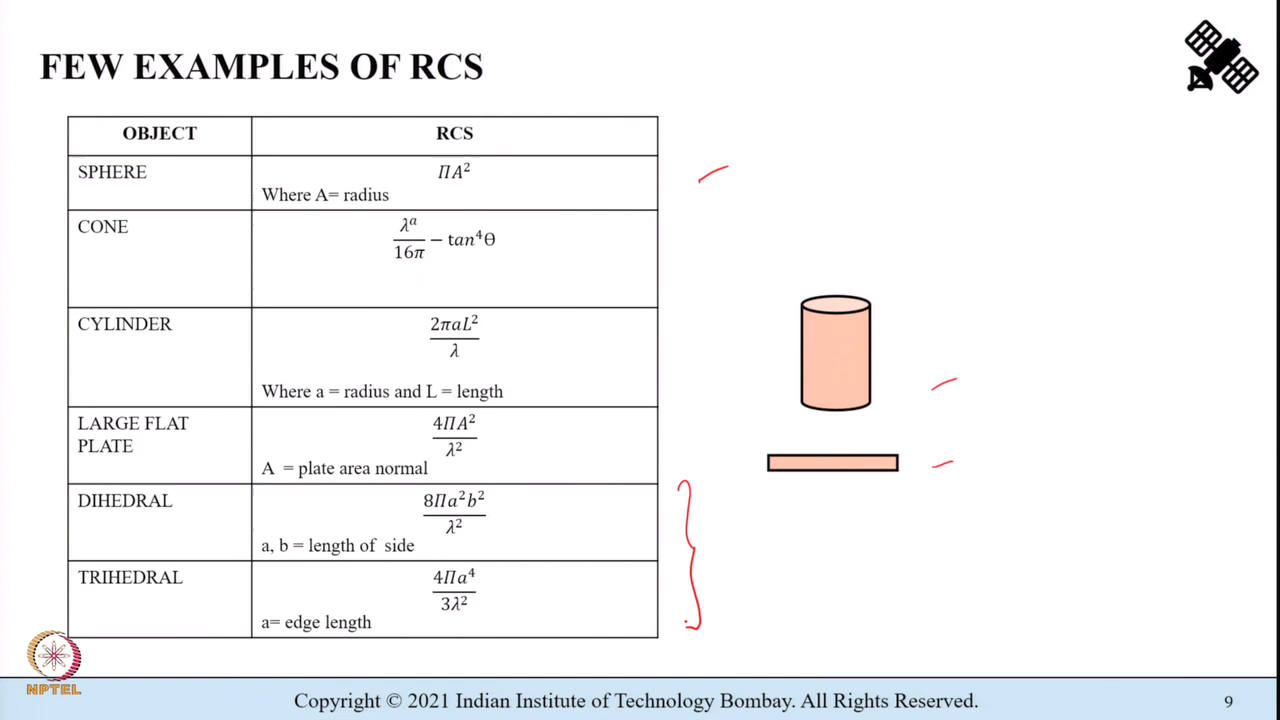 FEW EXAMPLES OF RCS
OBJECT RCS
SPHERE ΠA²
Where A= radius
CONE λᵃ/16π − tan⁴Θ
CYLINDER 2πaL²/λ
Where a = radius and L = length
LARGE FLAT PLATE 4ΠA²/λ²
A = plate area normal
DIHEDRAL 8Πa²b²/λ²
a, b = length of side
TRIHEDRAL 4Πa⁴/3λ²
a= edge length
NPTEL
Copyright © 2021 Indian Institute of Technology Bombay. All Rights Reserved.
9